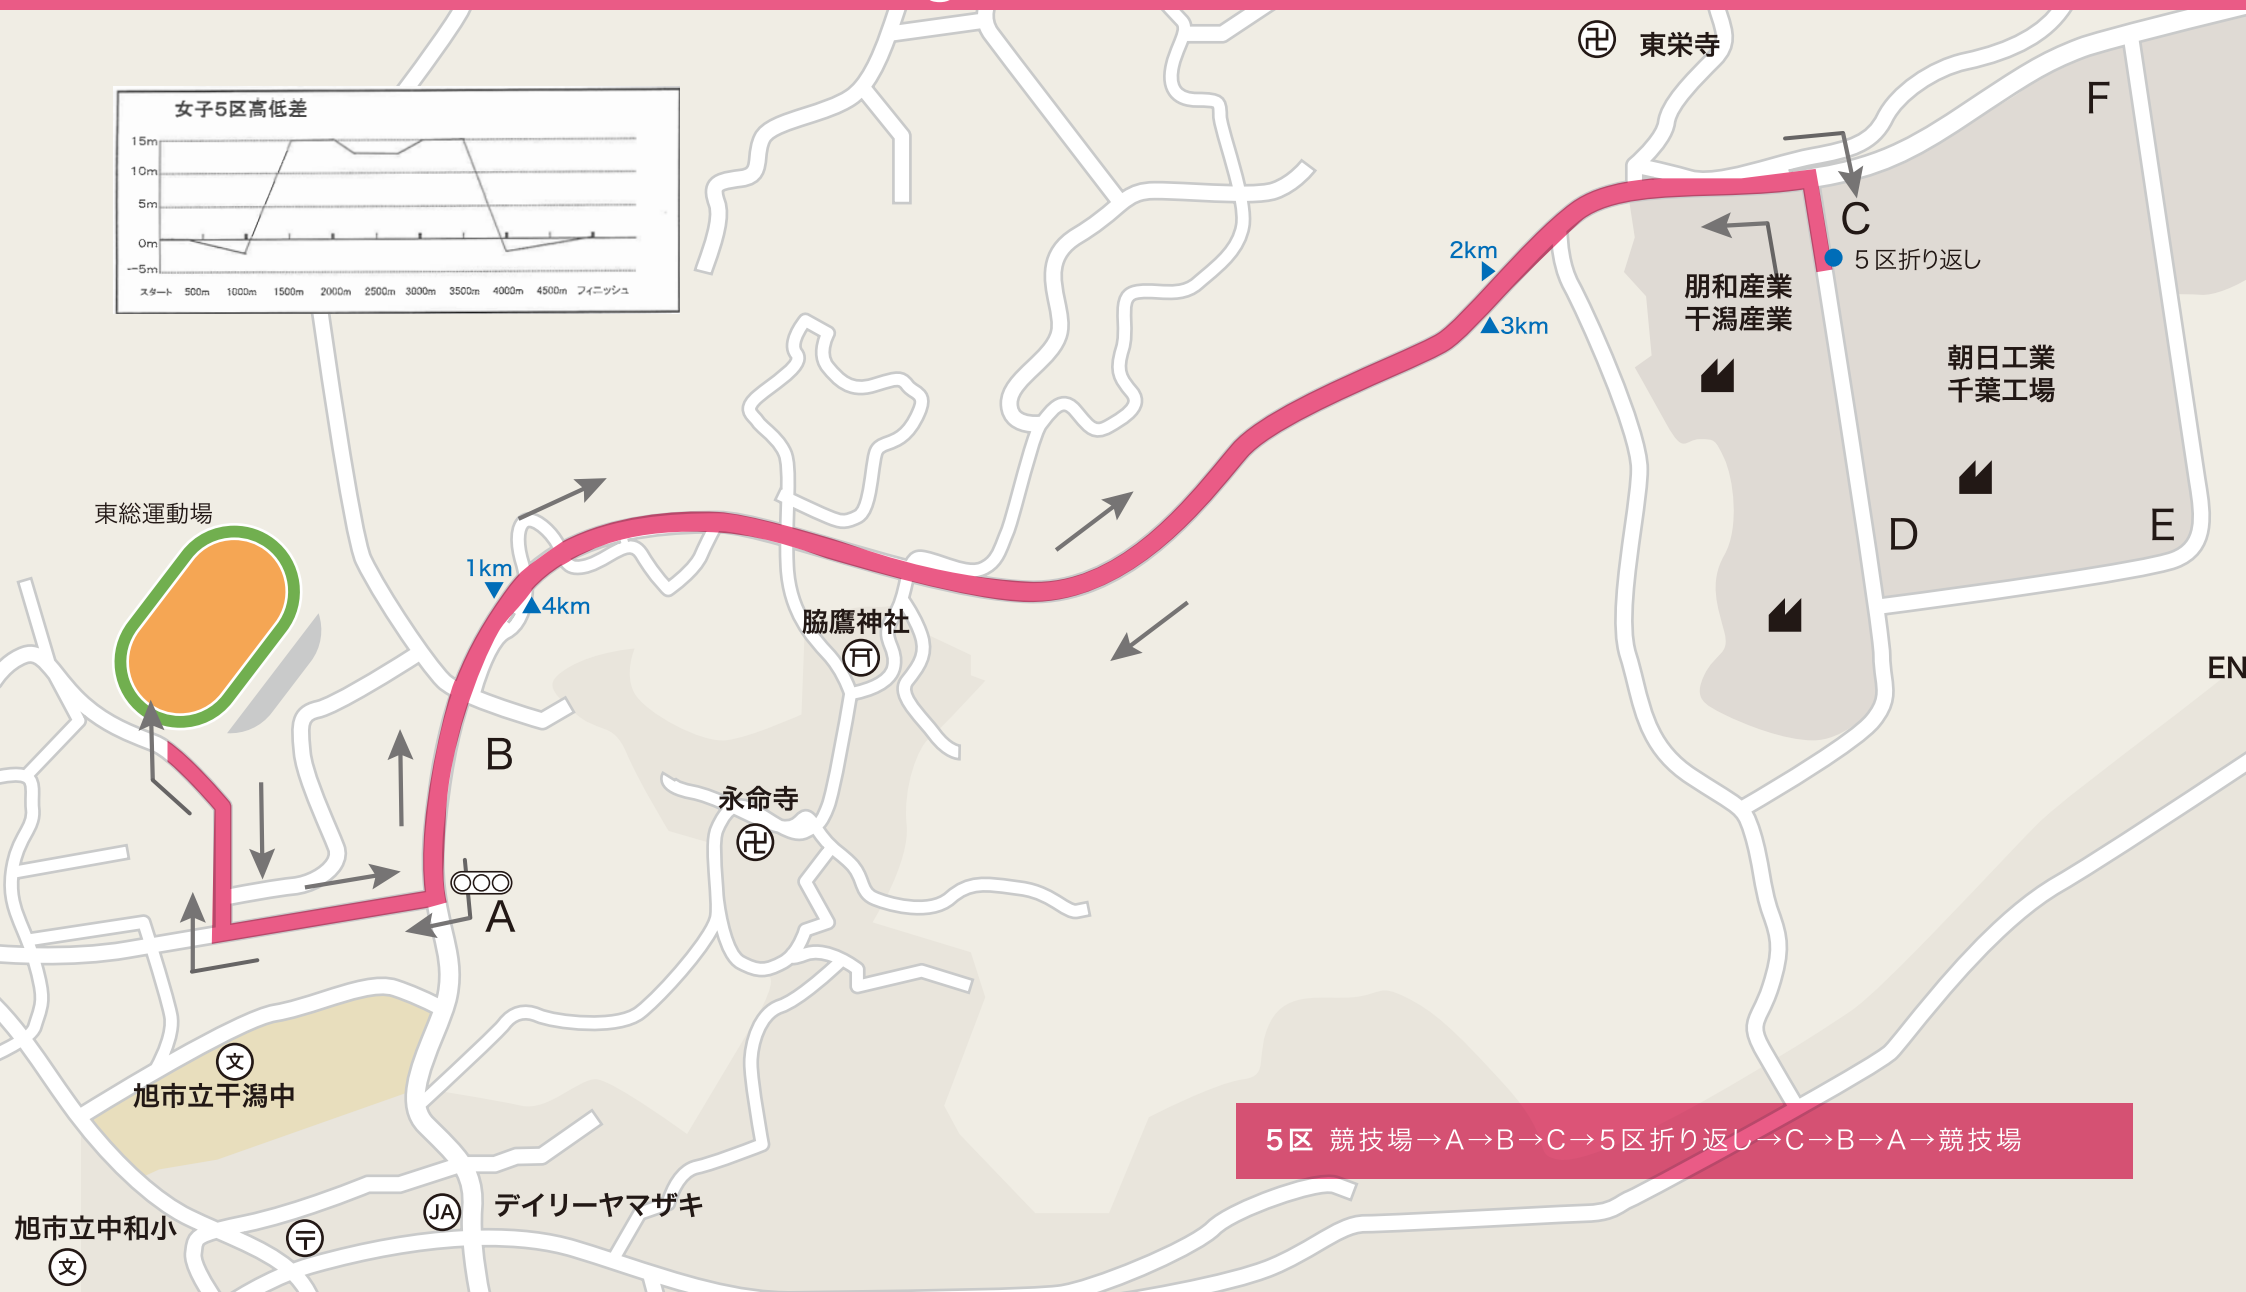 東栄寺
女子5区高低差
15m
10m
5m
0m
-5m
スタート 500m 1000m 1500m 2000m 2500m 3000m 3500m 4000m 4500m フィニッシュ
F
C
5区折り返し
2km
3km
朋和産業
干潟産業
朝日工業
千葉工場
東総運動場
D
E
1km
4km
脇鷹神社
EN
B
永命寺
A
文
旭市立干潟中
5区 競技場→A→B→C→5区折り返し→C→B→A→競技場
デイリーヤマザキ
JA
旭市立中和小
文